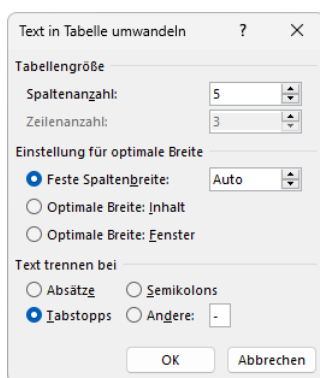 Text in Tabelle umwandeln ? ×
Tabellengröße
Spaltenanzahl: 5
Zeilenanzahl: 3
Einstellung für optimale Breite
Feste Spaltenbreite: Auto
Optimale Breite: Inhalt
Optimale Breite: Fenster
Text trennen bei
Absätze Semikolons
Tabstopps Andere: -
OK Abbrechen